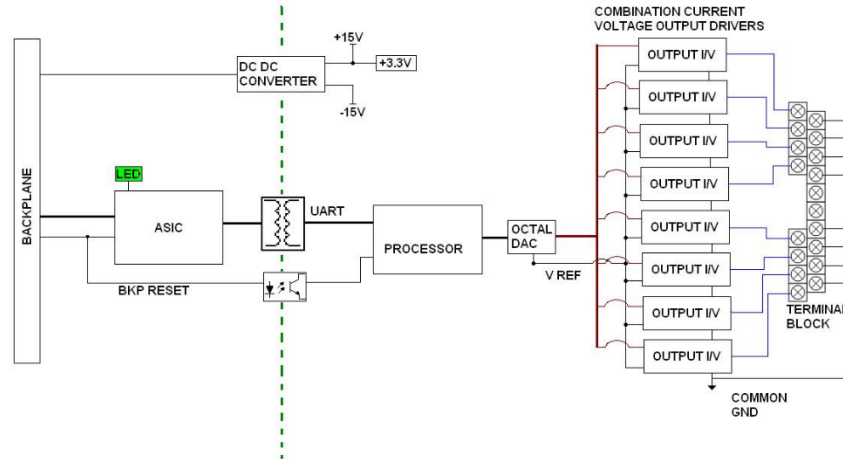 COMBINATION CURRENT
VOLTAGE OUTPUT DRIVERS
+15V
DC DC
CONVERTER
+3.3V
-15V
OUTPUT I/V
OUTPUT I/V
OUTPUT I/V
OUTPUT I/V
OUTPUT I/V
OUTPUT I/V
OUTPUT I/V
OUTPUT I/V
BACKPLANE
LED
ASIC
UART
PROCESSOR
OCTAL
DAC
V REF
BKP RESET
TERMINAL
BLOCK
COMMON
GND